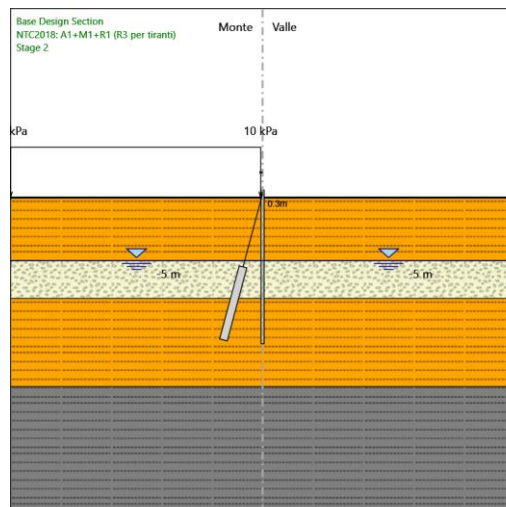 Base Design Section
NTC2018: A1+M1+R1 (R3 per tiranti)
Stage 2
Monte
Valle
kPa
10 kPa
0.3m
-5 m
-5 m